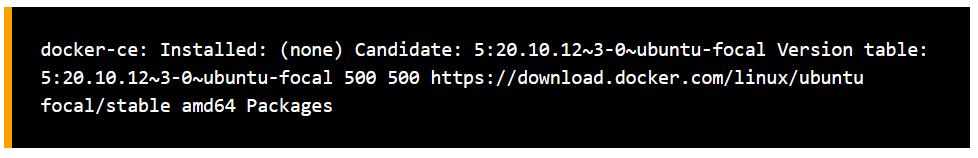 docker-ce: Installed: (none) Candidate: 5:20.10.12~3-0~ubuntu-focal Version table:
5:20.10.12~3-0~ubuntu-focal 500 500 https://download.docker.com/linux/ubuntu
focal/stable amd64 Packages